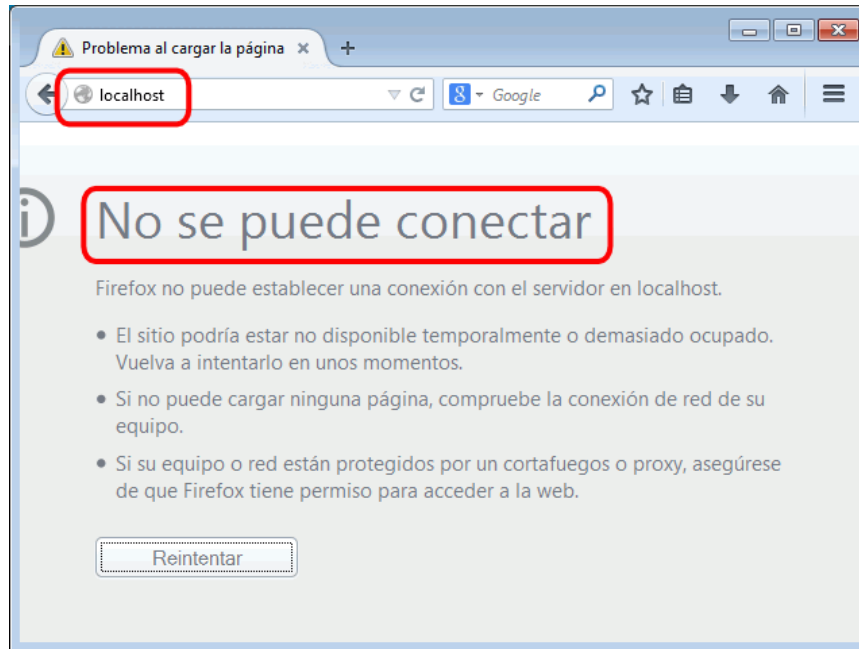 Problema al cargar la página
localhost
Google
No se puede conectar
Firefox no puede establecer una conexión con el servidor en localhost.
El sitio podría estar no disponible temporalmente o demasiado ocupado.
Vuelva a intentarlo en unos momentos.
Si no puede cargar ninguna página, compruebe la conexión de red de su
equipo.
Si su equipo o red están protegidos por un cortafuegos o proxy, asegúrese
de que Firefox tiene permiso para acceder a la web.
Reintentar